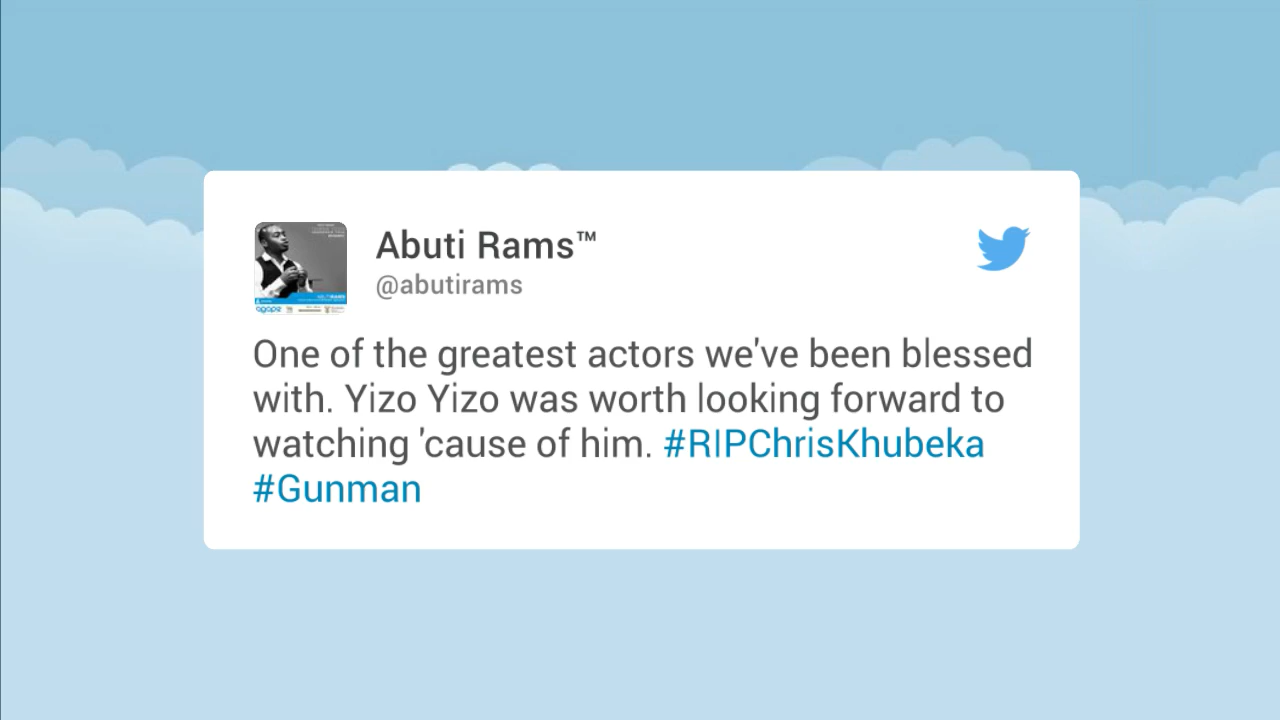 Abuti Rams™
@abutirams
One of the greatest actors we've been blessed
with. Yizo Yizo was worth looking forward to
watching 'cause of him. #RIPChrisKhubeka
#Gunman
agape